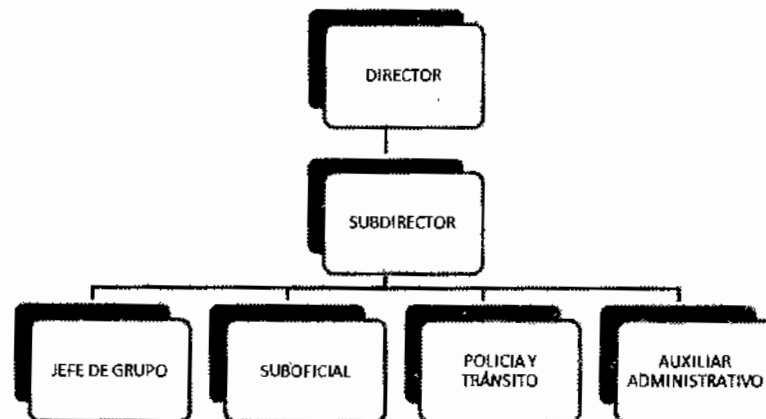 DIRECTOR
SUBDIRECTOR
JEFE DE GRUPO
SUBOFICIAL
POLICIA Y
TRÁNSITO
AUXILIAR
ADMINISTRATIVO